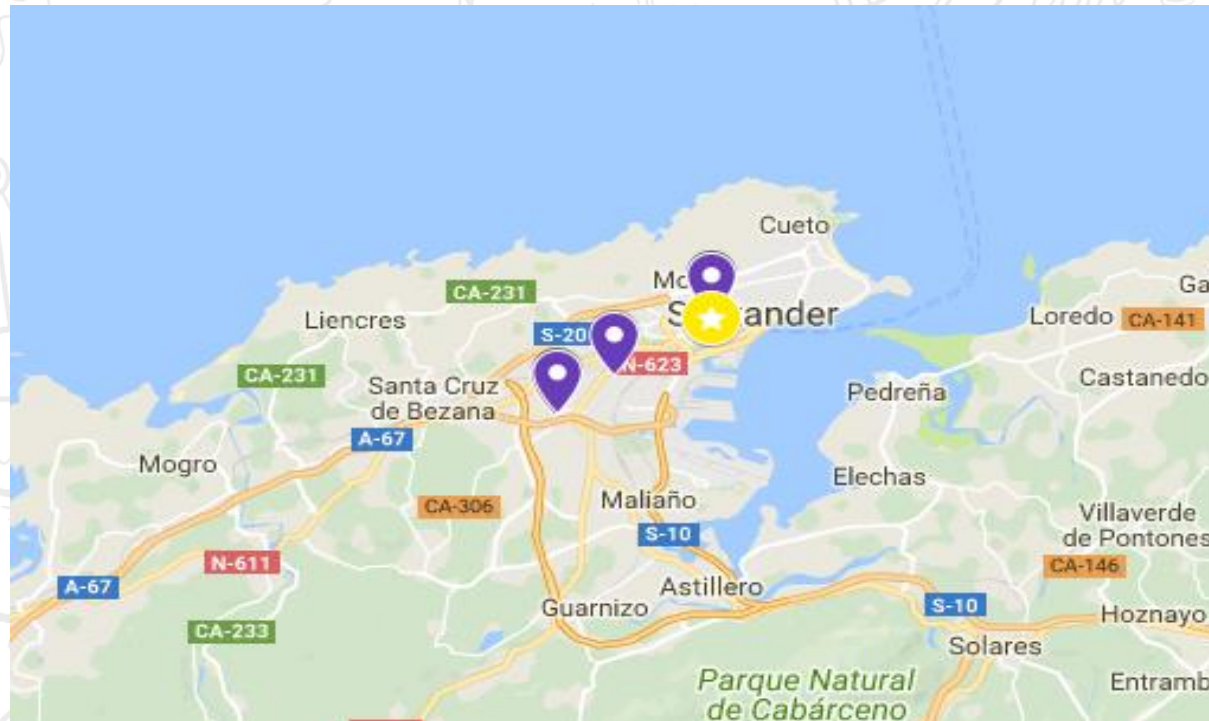 Cueto
Mo
Santander
CA-231
Liencres
S-20
N-623
Loredo
CA-141
Ga
CA-231
Santa Cruz
de Bezana
A-67
Pedreña
Castanedo
Mogro
Elechas
CA-306
Maliaño
S-10
Villaverde
de Pontones
N-611
CA-146
A-67
Astillero
Guarnizo
S-10
Hoznayo
CA-233
Solares
Parque Natural
de Cabárceno
Entramb